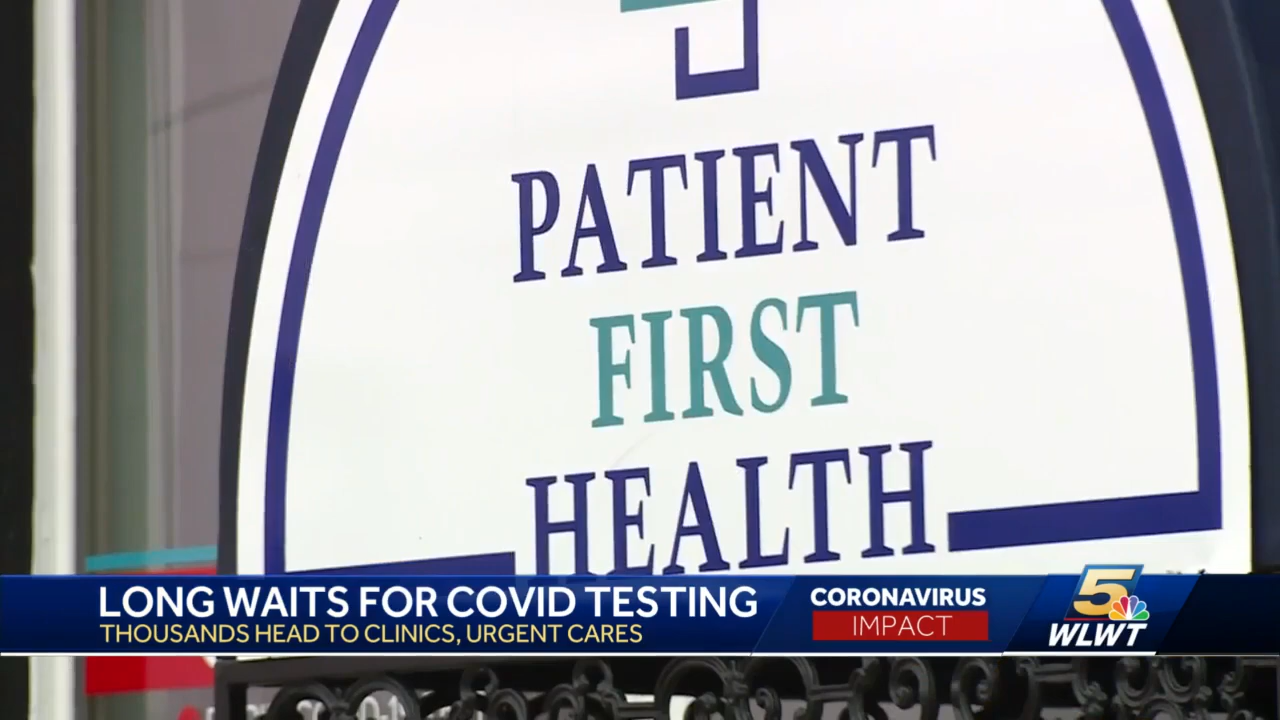 PATIENT
FIRST
HEALTH
LONG WAITS FOR COVID TESTING
THOUSANDS HEAD TO CLINICS, URGENT CARES
CORONAVIRUS
IMPACT
5
WLWT